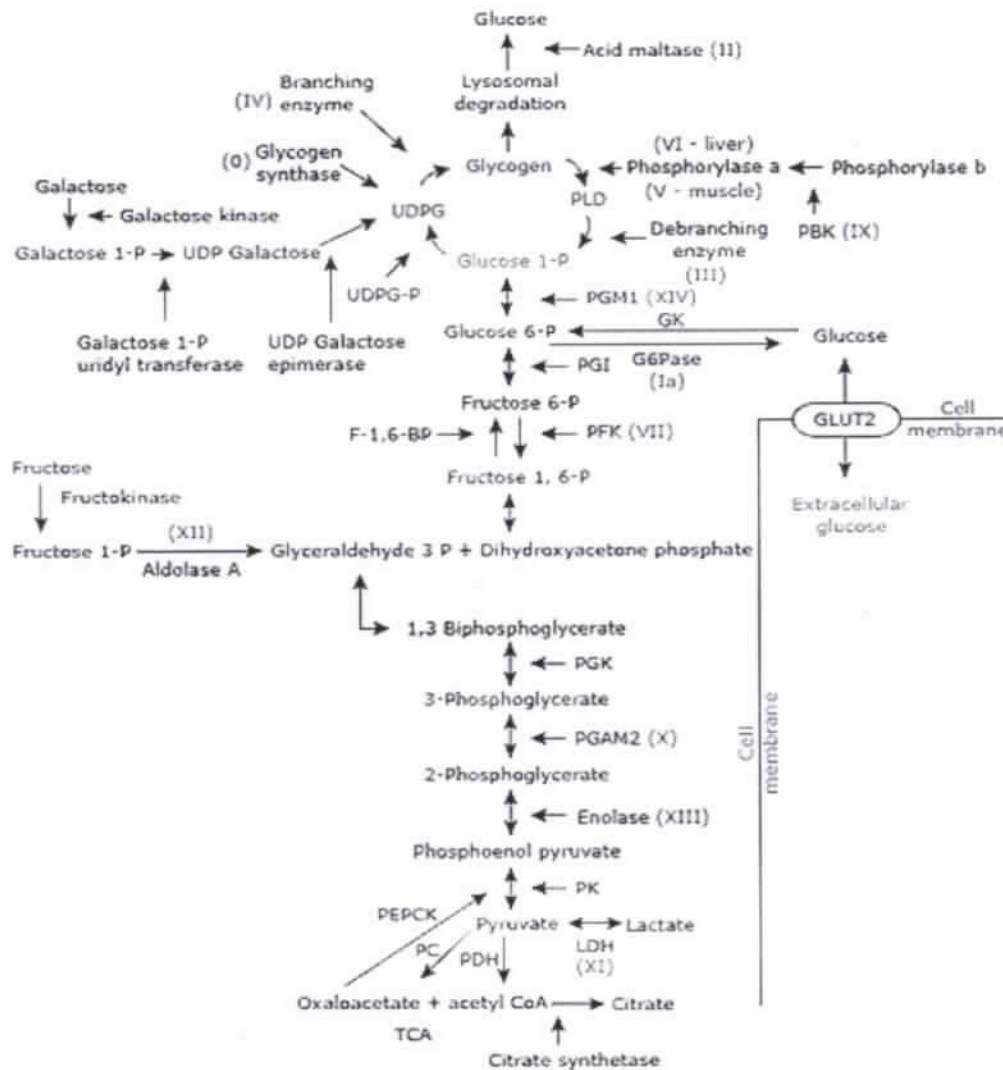 Glucose
Acid maltase (II)
Lysosomal
degradation
Branching
(IV) enzyme
(0) Glycogen
synthase
Glycogen
(VI - liver)
Phosphorylase a
(V - muscle)
Phosphorylase b
PLD
PBK (IX)
Galactose
Galactose kinase
UDPG
Debranching
enzyme
(III)
Galactose 1-P
UDP Galactose
Glucose 1-P
UDPG-P
PGM1 (XIV)
Galactose 1-P
uridyl transferase
UDP Galactose
epimerase
Glucose 6-P
GK
Glucose
PGI
G6Pase
(Ia)
Fructose 6-P
GLUT2
Cell
membrane
F-1,6-BP
PFK (VII)
Fructose 1, 6-P
Fructose
Fructokinase
Extracellular
glucose
Fructose 1-P
(XII)
Aldolase A
Glyceraldehyde 3 P + Dihydroxyacetone phosphate
1,3 Biphosphoglycerate
PGK
3-Phosphoglycerate
PGAM2 (X)
Cell
membrane
2-Phosphoglycerate
Enolase (XIII)
Phosphoenol pyruvate
PK
PEPCK
Pyruvate
Lactate
LDH
(XI)
PC
PDH
Oxaloacetate + acetyl CoA
Citrate
TCA
Citrate synthetase